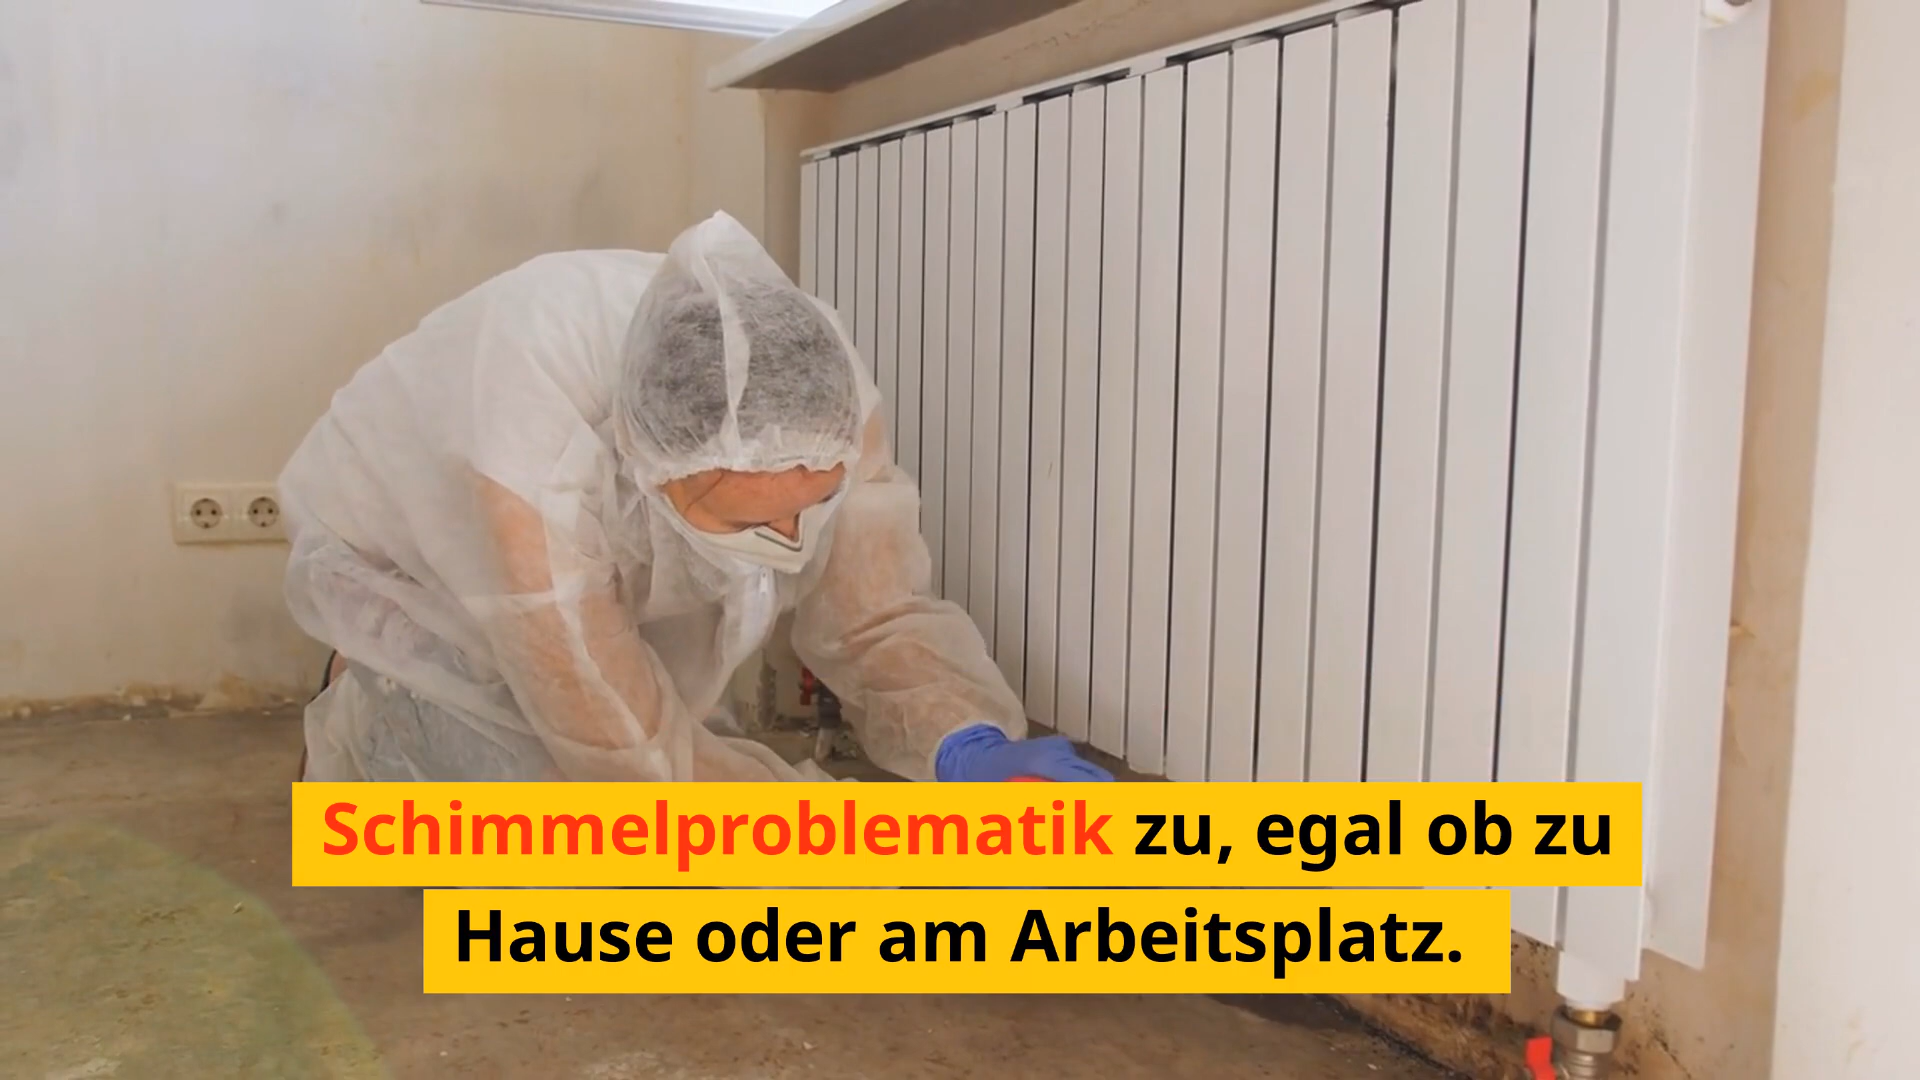 Schimmelproblematik zu, egal ob zu
Hause oder am Arbeitsplatz.